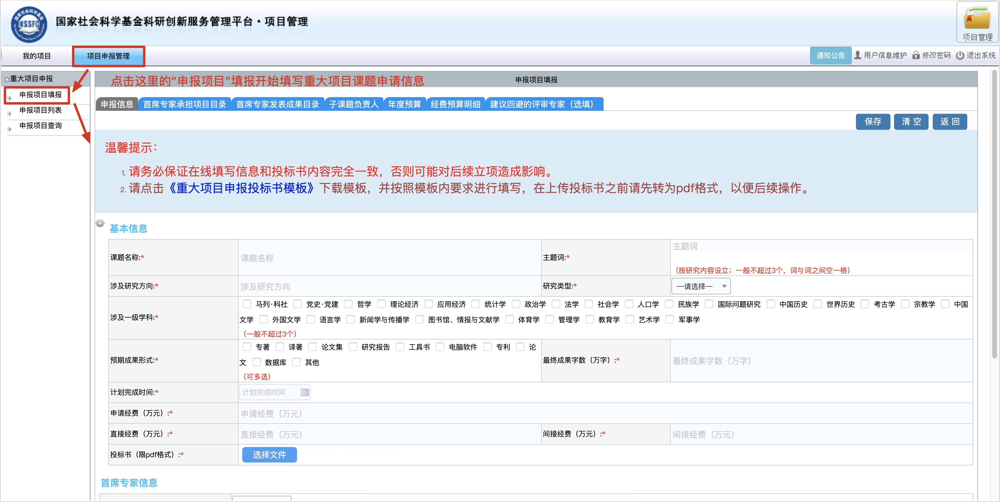 国家社会科学基金科研创新服务管理平台·项目管理
NSSFC
项目管理
我的项目 项目申报管理 通知公告 用户信息维护 修改密码 退出系统
重大项目申报
申报项目填报
申报项目列表
申报项目查询
点击这里的“申报项目”填报开始填写重大项目课题申请信息 申报项目填报
申报信息 首席专家承担项目目录 首席专家发表成果目录 子课题负责人 年度预算 经费预算明细 建议回避的评审专家（选填）
保存 清 空 返 回
温馨提示：
1. 请务必保证在线填写信息和投标书内容完全一致，否则可能对后续立项造成影响。
2. 请点击《重大项目申报投标书模板》下载模板，并按照模板内要求进行填写，在上传投标书之前请先转为pdf格式，以便后续操作。
基本信息
课题名称:* 课题名称 主题词:* 主题词
（按研究内容设立；一般不超过3个，词与词之间空一格）
涉及研究方向:* 涉及研究方向 研究类型:* —请选择—
涉及一级学科:* 马列·科社 党史·党建 哲学 理论经济 应用经济 统计学 政治学 法学 社会学 人口学 民族学 国际问题研究 中国历史 世界历史 考古学 宗教学 中国
文学 外国文学 语言学 新闻学与传播学 图书馆、情报与文献学 体育学 管理学 教育学 艺术学 军事学
（一般不超过3个）
预期成果形式:* 专著 译著 论文集 研究报告 工具书 电脑软件 专利 论
文 数据库 其他
（可多选）
最终成果字数（万字）:* 最终成果字数（万字）
计划完成时间:* 计划完成时间
申请经费（万元）:* 申请经费（万元）
直接经费（万元）:* 直接经费（万元） 间接经费（万元）:* 间接经费（万元）
投标书（限pdf格式）:* 选择文件
首席专家信息